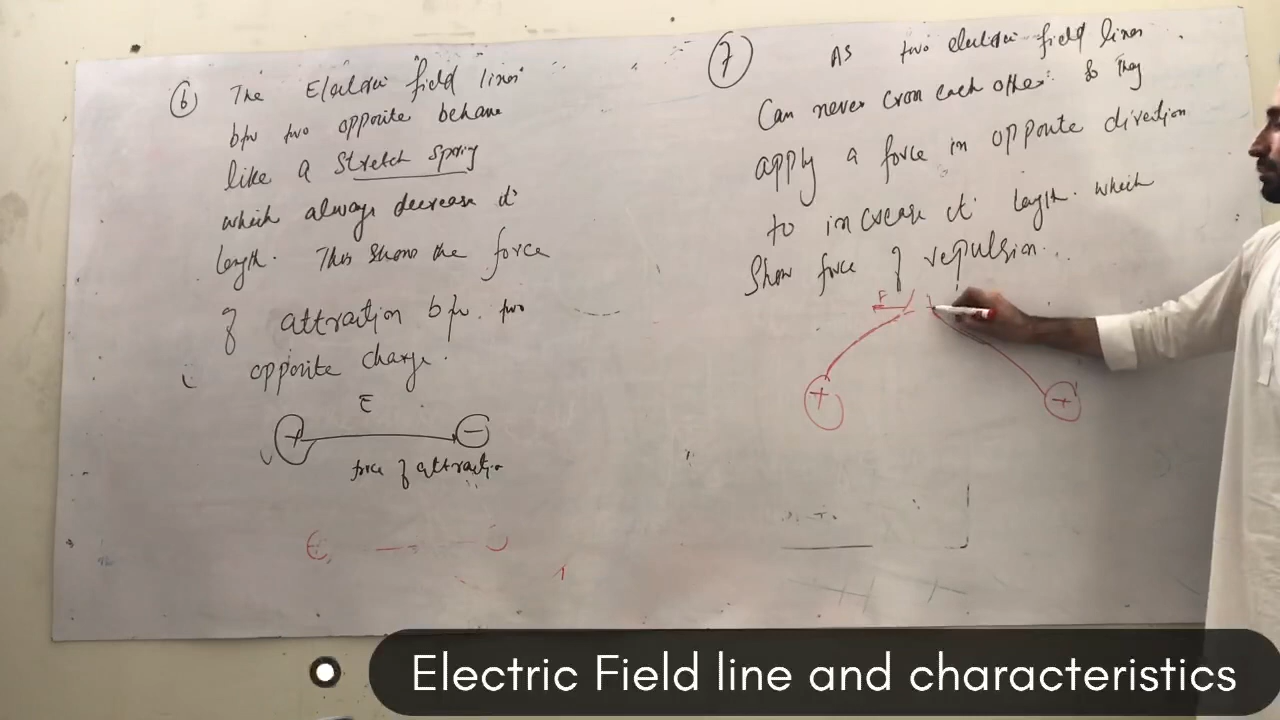 6 The Electric field lines
btw two opposite behave
like a Stretch spring
which always decrease it's
length. This show the force
of attraction btw. two
opposite charge.
E
+ −
force of attraction
7 As two electric field lines
Can never cross each other. So they
apply a force in opposite direction
to increase it. length. which
Show force of repulsion.
F
+ +
Electric Field line and characteristics